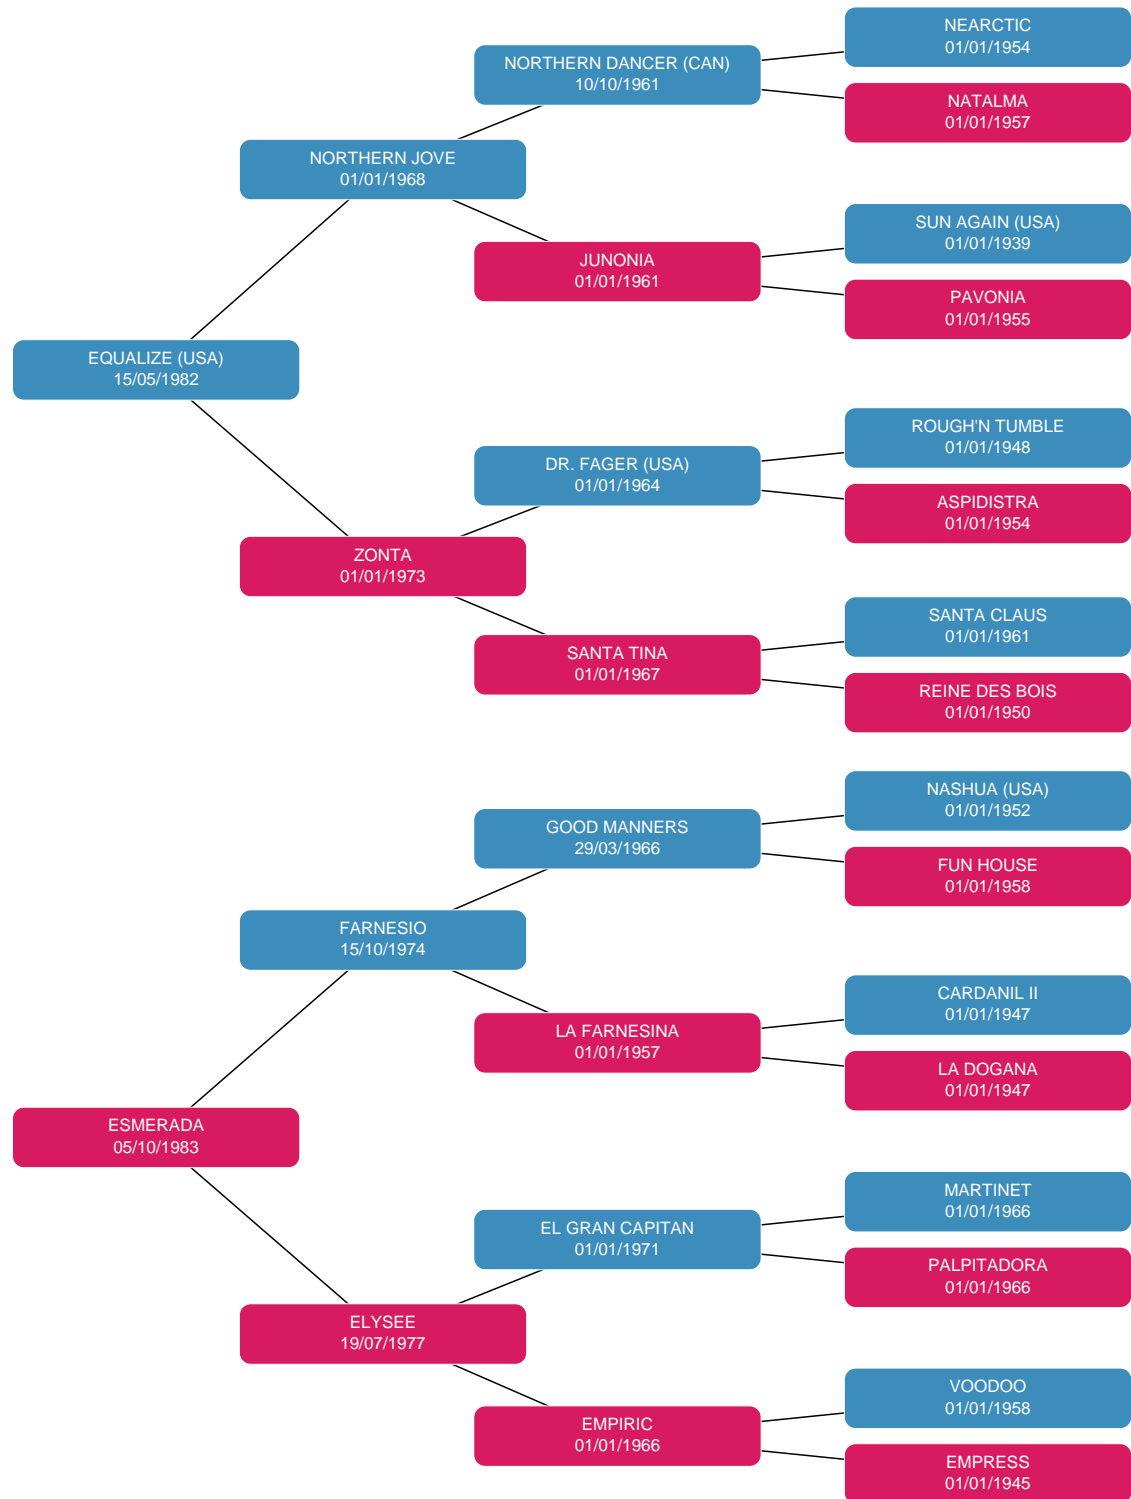 NEARCTIC
01/01/1954
NORTHERN DANCER (CAN)
10/10/1961
NATALMA
01/01/1957
NORTHERN JOVE
01/01/1968
SUN AGAIN (USA)
01/01/1939
JUNONIA
01/01/1961
PAVONIA
01/01/1955
EQUALIZE (USA)
15/05/1982
ROUGH'N TUMBLE
01/01/1948
DR. FAGER (USA)
01/01/1964
ASPIDISTRA
01/01/1954
ZONTA
01/01/1973
SANTA CLAUS
01/01/1961
SANTA TINA
01/01/1967
REINE DES BOIS
01/01/1950
NASHUA (USA)
01/01/1952
GOOD MANNERS
29/03/1966
FUN HOUSE
01/01/1958
FARNESIO
15/10/1974
CARDANIL II
01/01/1947
LA FARNESINA
01/01/1957
LA DOGANA
01/01/1947
ESMERADA
05/10/1983
MARTINET
01/01/1966
EL GRAN CAPITAN
01/01/1971
PALPITADORA
01/01/1966
ELYSEE
19/07/1977
VOODOO
01/01/1958
EMPIRIC
01/01/1966
EMPRESS
01/01/1945